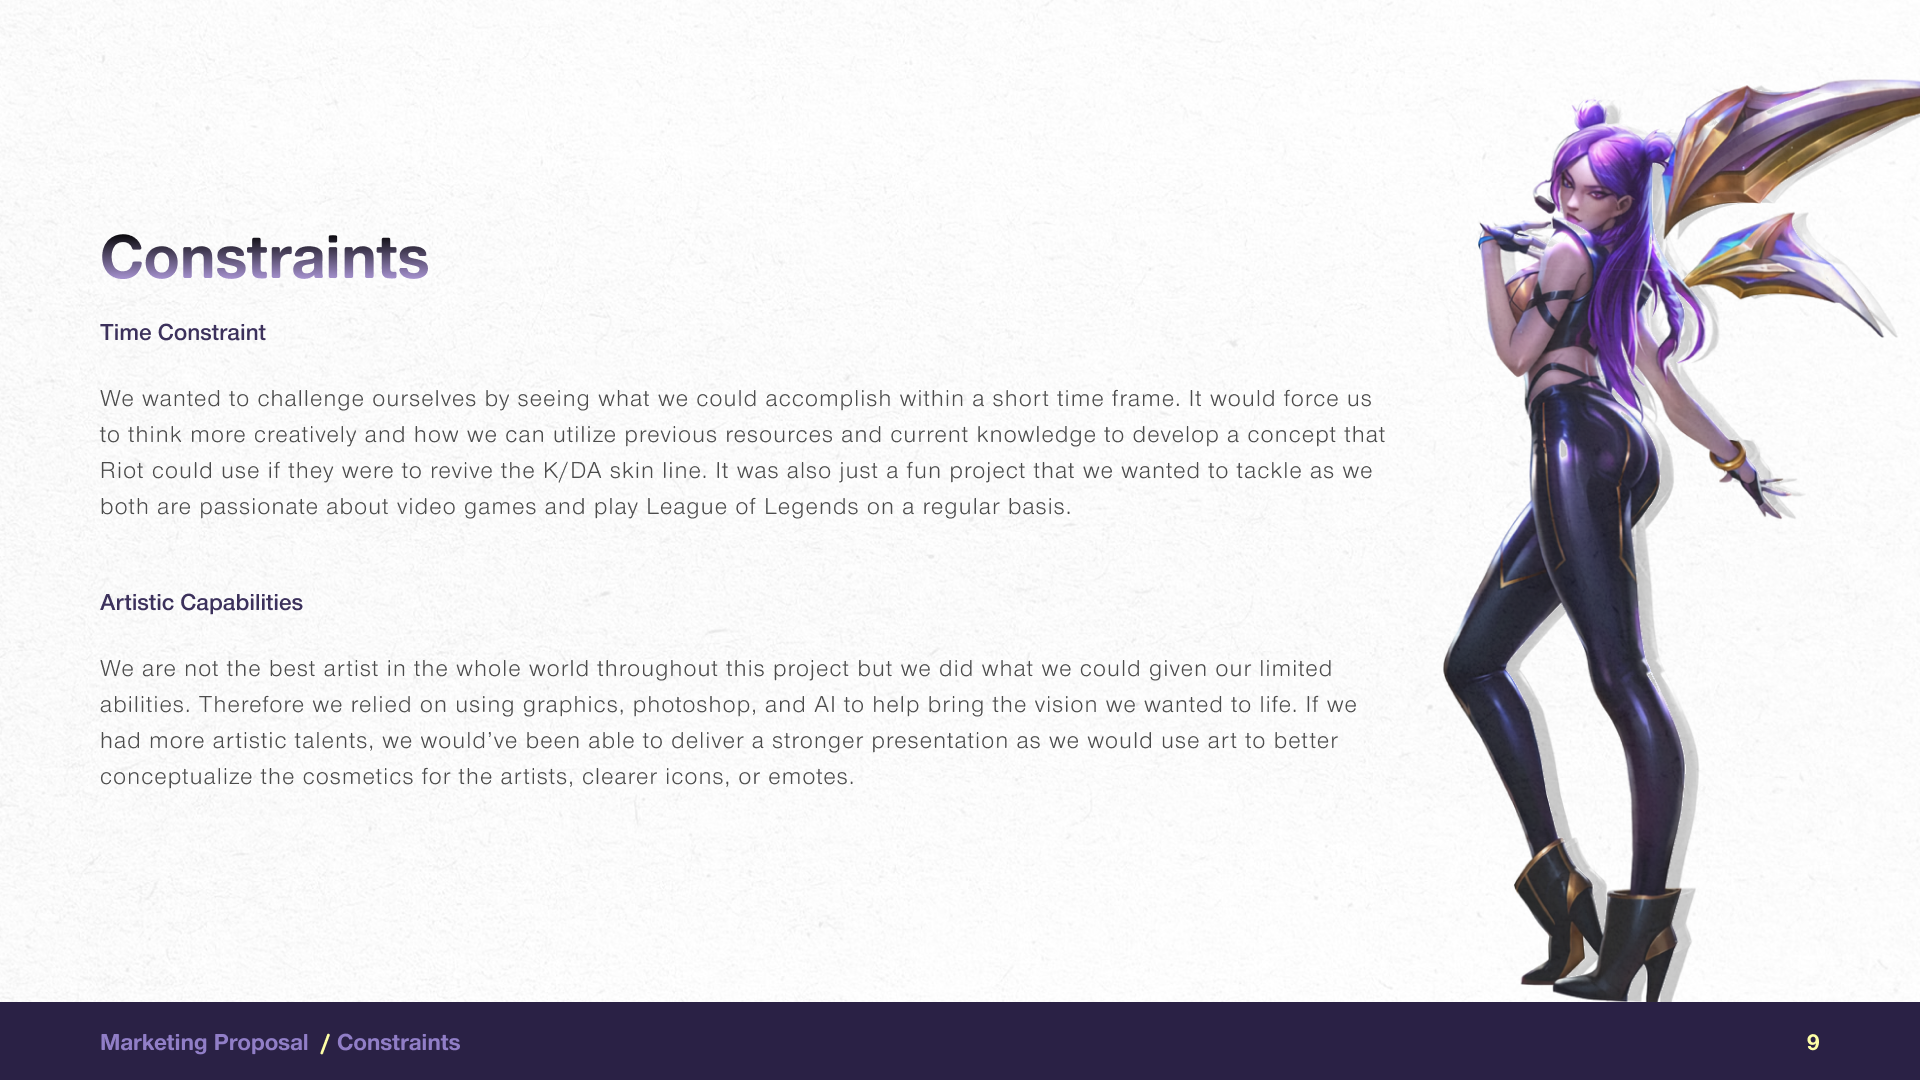 Constraints
Time Constraint
We wanted to challenge ourselves by seeing what we could accomplish within a short time frame. It would force us
to think more creatively and how we can utilize previous resources and current knowledge to develop a concept that
Riot could use if they were to revive the K/DA skin line. It was also just a fun project that we wanted to tackle as we
both are passionate about video games and play League of Legends on a regular basis.
Artistic Capabilities
We are not the best artist in the whole world throughout this project but we did what we could given our limited
abilities. Therefore we relied on using graphics, photoshop, and AI to help bring the vision we wanted to life. If we
had more artistic talents, we would’ve been able to deliver a stronger presentation as we would use art to better
conceptualize the cosmetics for the artists, clearer icons, or emotes.
Marketing Proposal / Constraints
9